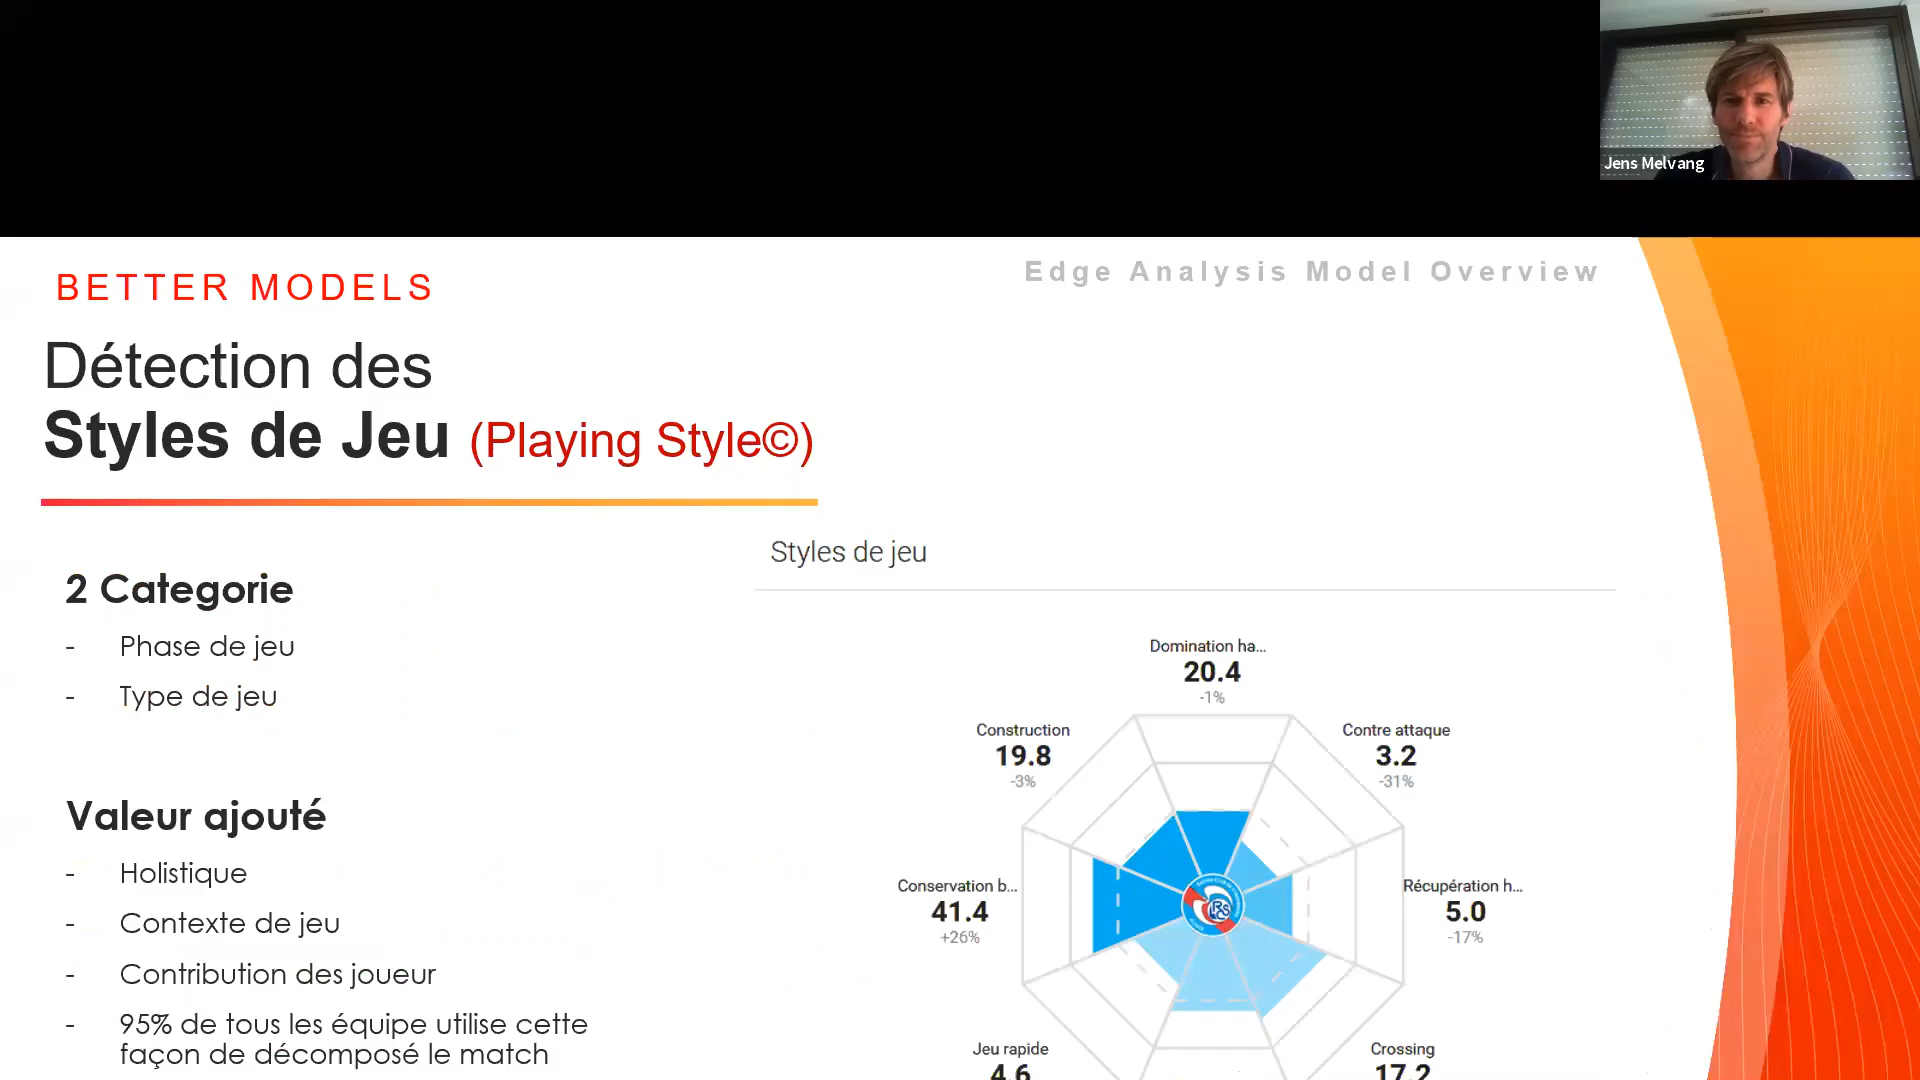 Jens Melvang
BETTER MODELS
Edge Analysis Model Overview
Détection des
Styles de Jeu (Playing Style©)
Styles de jeu
2 Categorie
- Phase de jeu
- Type de jeu
Valeur ajouté
- Holistique
- Contexte de jeu
- Contribution des joueur
- 95% de tous les équipe utilise cette
façon de décomposé le match
Domination ha...
20.4
-1%
Construction
19.8
-3%
Contre attaque
3.2
-31%
Conservation b...
41.4
+26%
Récupération h...
5.0
-17%
Jeu rapide
4.6
Crossing
17.2